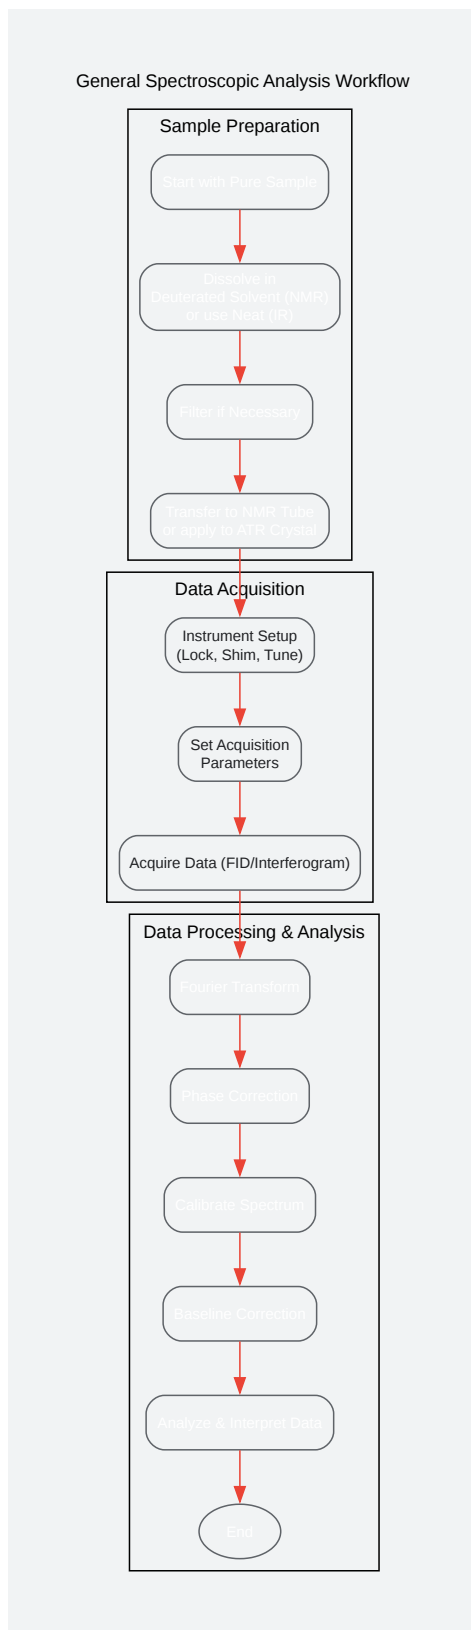 General Spectroscopic Analysis Workflow
Sample Preparation
Start with Pure Sample
Dissolve in
Deuterated Solvent (NMR)
or use Neat (IR)
Filter if Necessary
Transfer to NMR Tube
or apply to ATR Crystal
Data Acquisition
Instrument Setup
(Lock, Shim, Tune)
Set Acquisition
Parameters
Acquire Data (FID/Interferogram)
Data Processing & Analysis
Fourier Transform
Phase Correction
Calibrate Spectrum
Baseline Correction
Analyze & Interpret Data
End